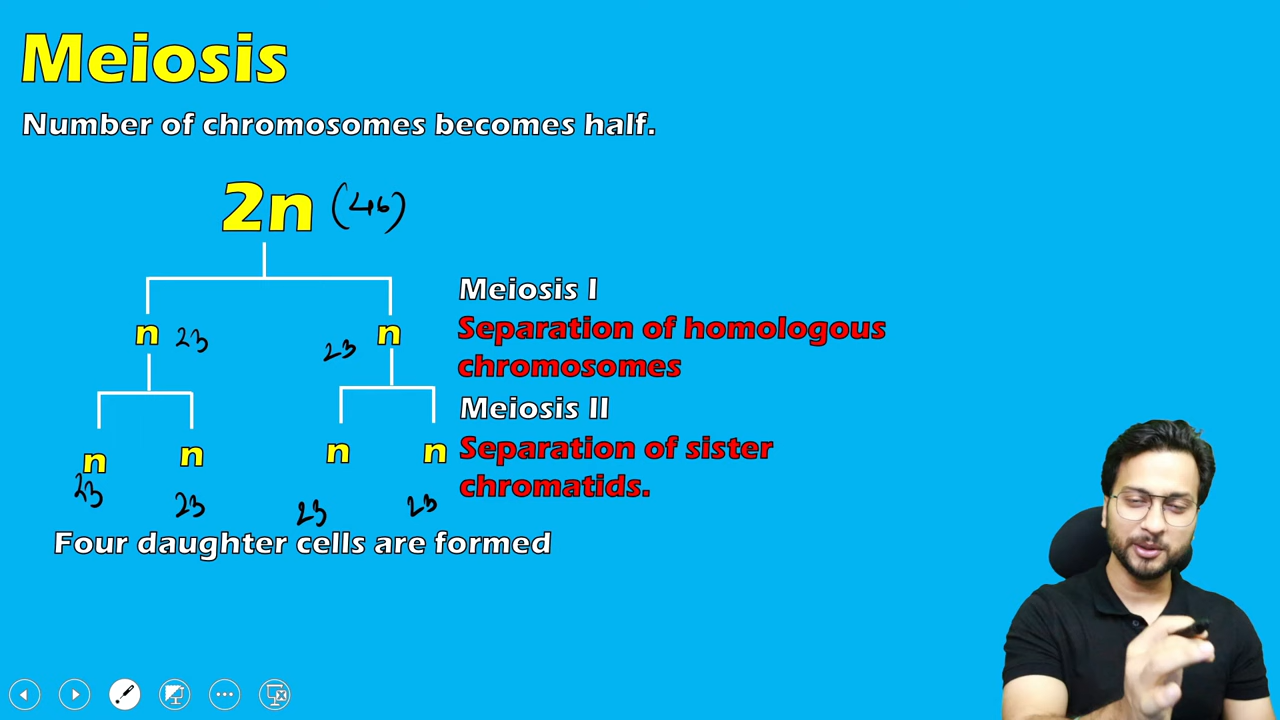 Meiosis
Number of chromosomes becomes half.
2n (46)
n 23 23 n
Meiosis I
Separation of homologous
chromosomes
Meiosis II
Separation of sister
chromatids.
n n n n
23 23 23 23
Four daughter cells are formed